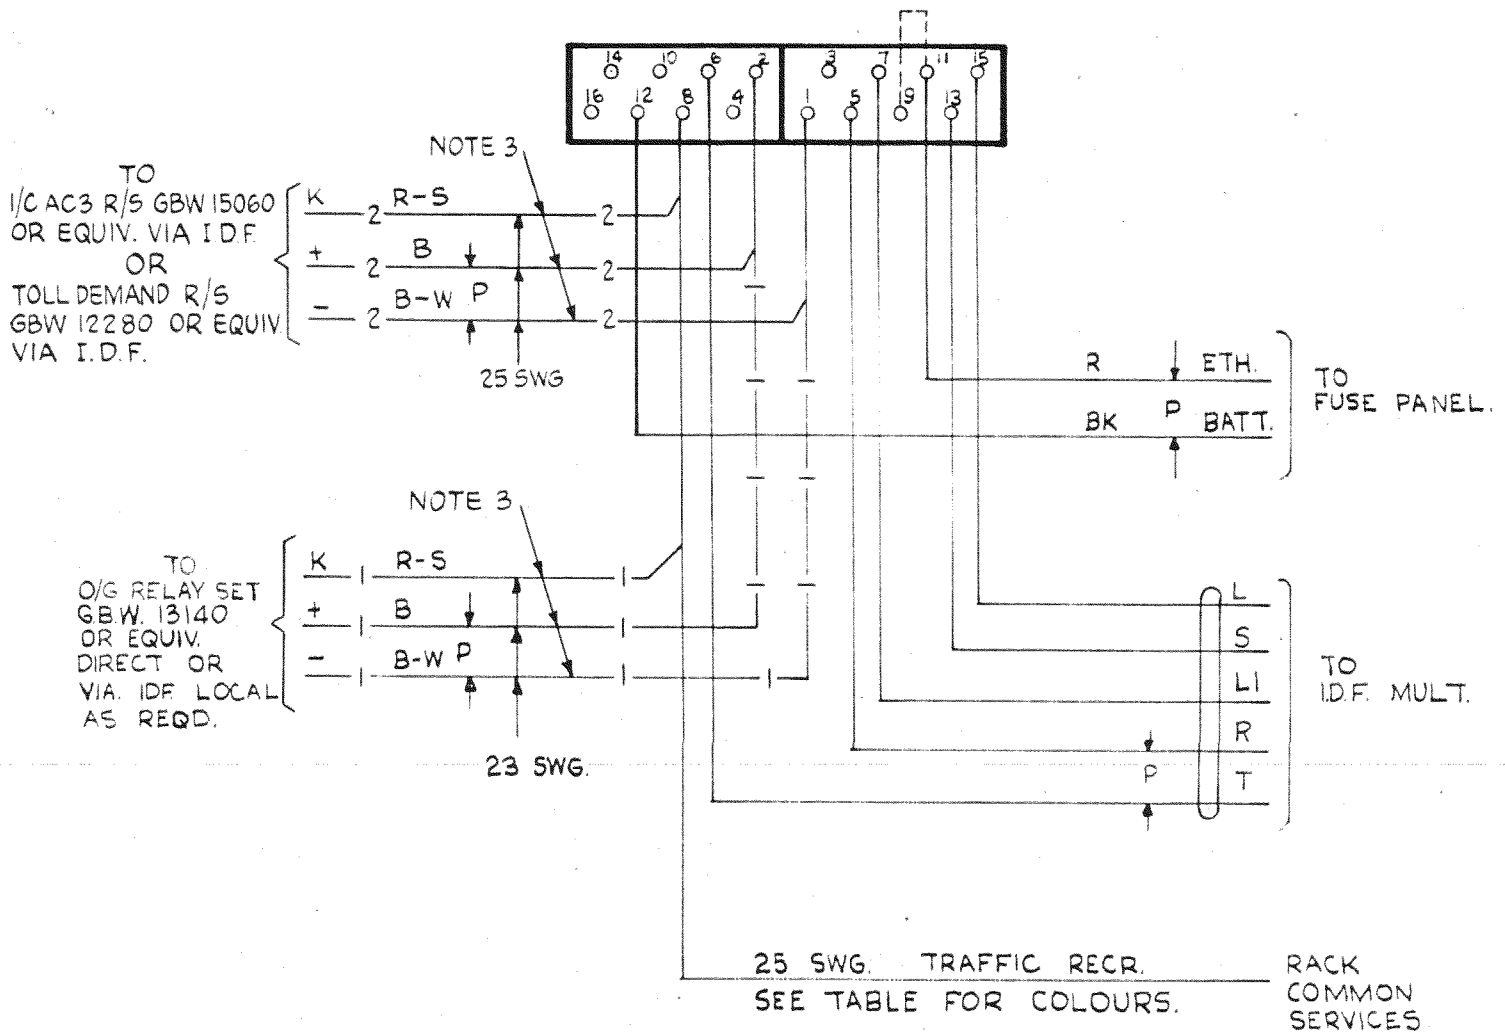 14 10 6 2 3 7 11 15
16 12 8 4 1 5 9 13
NOTE 3
TO
I/C AC3 R/S GBW 15060
OR EQUIV. VIA I.D.F.
OR
TOLL DEMAND R/S
GBW 12280 OR EQUIV.
VIA I.D.F.
K 2 R-S 2
+ 2 B 2
- 2 B-W P 2
25 SWG
R ETH.
BK P BATT.
TO
FUSE PANEL.
NOTE 3
TO
O/G RELAY SET
G.B.W. 13140
OR EQUIV.
DIRECT OR
VIA. IDF. LOCAL
AS REQD.
K 1 R-S 1
+ 1 B 1
- 1 B-W P 1 1
23 SWG.
L
S
L1
R
P T
TO
I.D.F. MULT.
25 SWG. TRAFFIC RECR.
SEE TABLE FOR COLOURS.
RACK
COMMON
SERVICES.